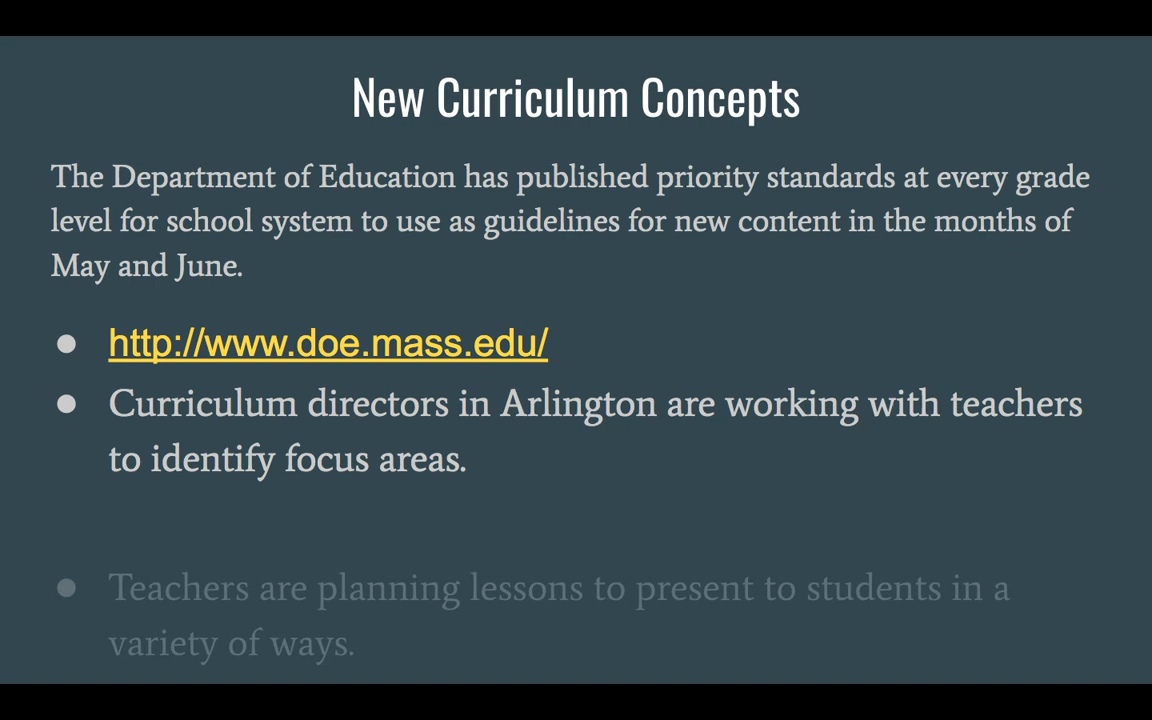 New Curriculum Concepts
The Department of Education has published priority standards at every grade
level for school system to use as guidelines for new content in the months of
May and June.
● http://www.doe.mass.edu/
● Curriculum directors in Arlington are working with teachers
to identify focus areas.
● Teachers are planning lessons to present to students in a
variety of ways.